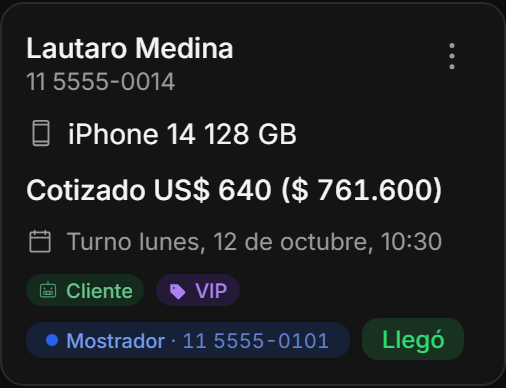 Lautaro Medina
11 5555-0014
iPhone 14 128 GB
Cotizado US$ 640 ($ 761.600)
Turno lunes, 12 de octubre, 10:30
Cliente VIP
Mostrador · 11 5555-0101 Llegó